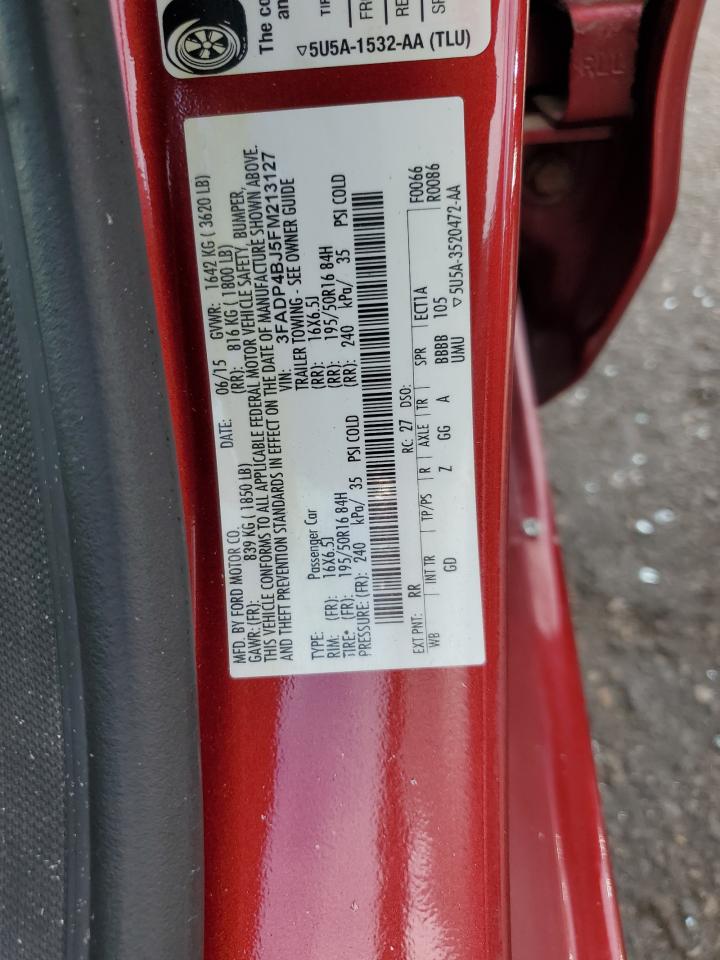 The co
an
TIR
FRO
RE
SP
▽5U5A-1532-AA (TLU)
MFD. BY FORD MOTOR CO.
DATE: 06/15 GVWR: 1642 KG ( 3620 LB)
GAWR: (FR): 839 KG ( 1850 LB) (RR): 816 KG ( 1800 LB)
THIS VEHICLE CONFORMS TO ALL APPLICABLE FEDERAL MOTOR VEHICLE SAFETY, BUMPER,
AND THEFT PREVENTION STANDARDS IN EFFECT ON THE DATE OF MANUFACTURE SHOWN ABOVE.
VIN: 3FADP4BJ5FM213127
TYPE: Passenger Car TRAILER TOWING - SEE OWNER GUIDE
RIM: (FR): 16X6.5J (RR): 16X6.5J
TIRE* (FR): 195/50R16 84H (RR): 195/50R16 84H
PRESSURE: (FR): 240 kPa/ 35 PSI COLD (RR): 240 kPa/ 35 PSI COLD
EXT PNT: RR RC: 27 DSO: F0066
R0086
WB INT TR TP/PS R AXLE TR SPR ECT1A
GD Z GG A BBBB 105
UMU
▽5U5A-3520472-AA
RLL